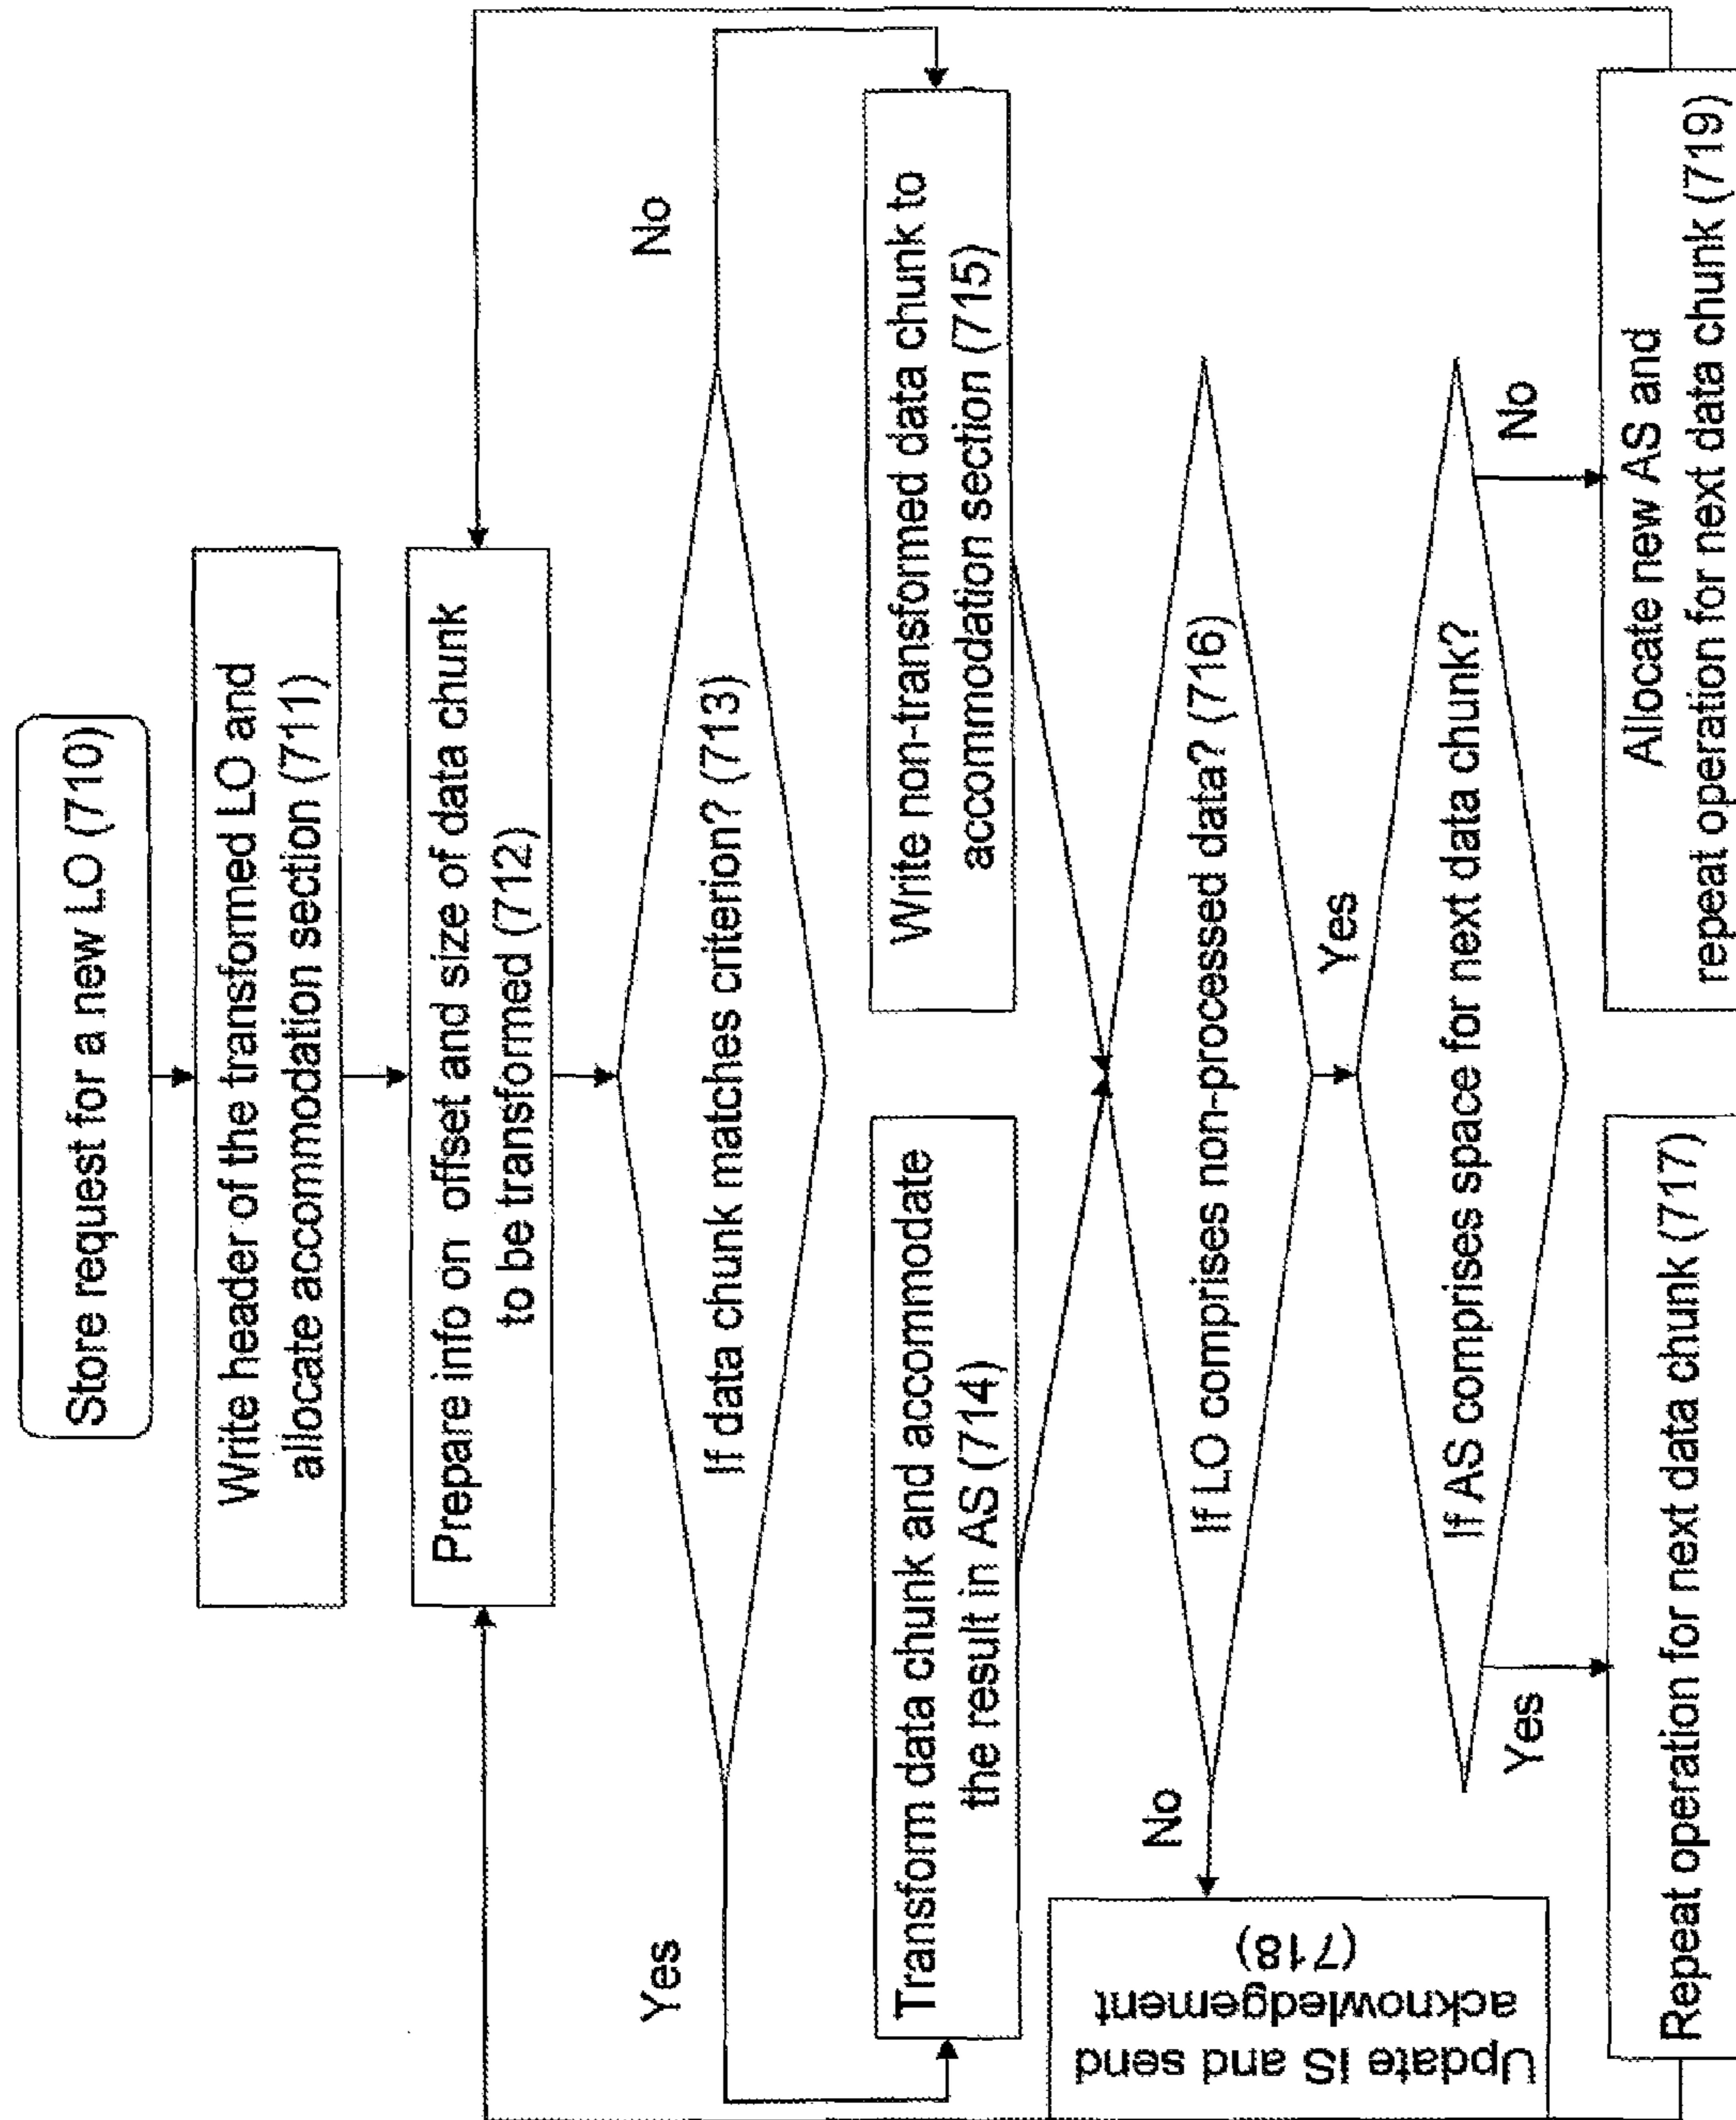 Store request for a new LO (710)
Write header of the transformed LO and
allocate accommodation section (711)
Prepare info on offset and size of data chunk
to be transformed (712)
If data chunk matches criterion? (713)
Yes
No
Transform data chunk and accommodate
the result in AS (714)
Write non-transformed data chunk to
accommodation section (715)
If LO comprises non-processed data? (716)
No
Yes
Update IS and send
acknowledgement
(718)
If AS comprises space for next data chunk?
Yes
No
Repeat operation for next data chunk (717)
Allocate new AS and
repeat operation for next data chunk (719)